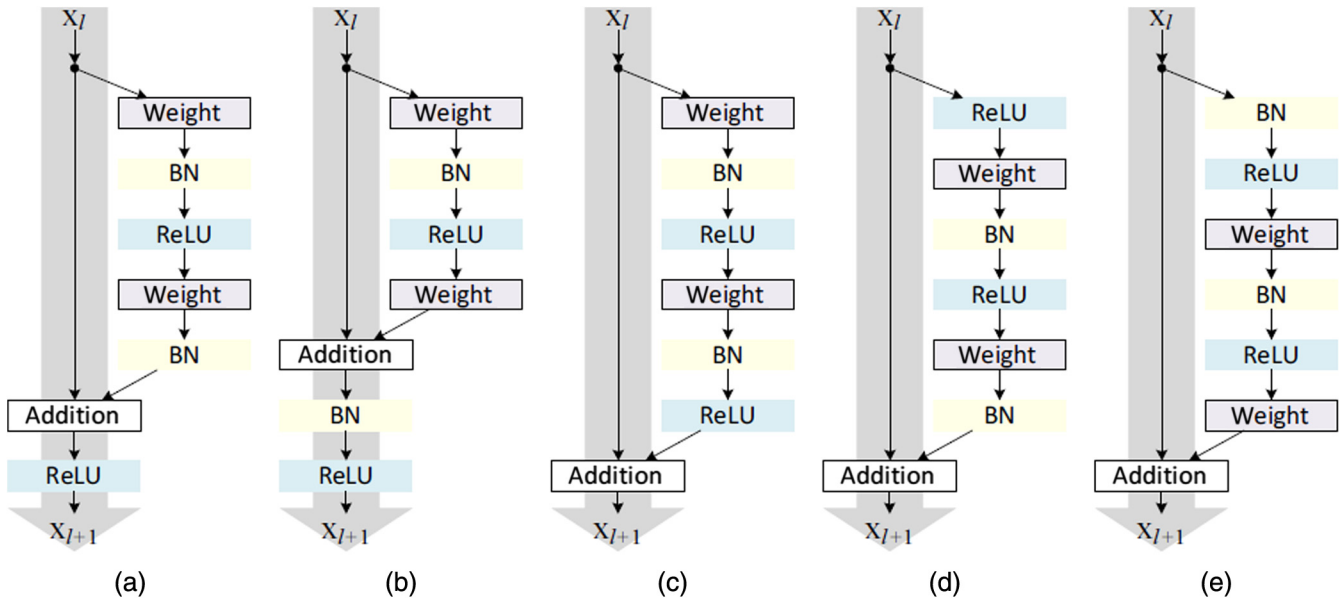 X_l
Weight
BN
ReLU
Weight
BN
Addition
ReLU
X_{l+1}
(a)
X_l
Weight
BN
ReLU
Weight
Addition
BN
ReLU
X_{l+1}
(b)
X_l
Weight
BN
ReLU
Weight
BN
ReLU
Addition
X_{l+1}
(c)
X_l
ReLU
Weight
BN
ReLU
Weight
BN
Addition
X_{l+1}
(d)
X_l
BN
ReLU
Weight
BN
ReLU
Weight
Addition
X_{l+1}
(e)